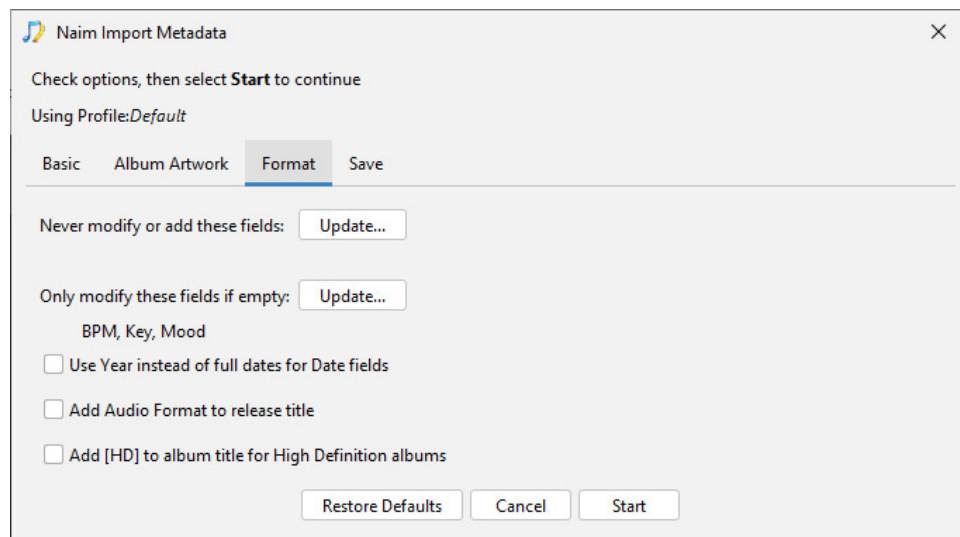 Naim Import Metadata
Check options, then select Start to continue
Using Profile:Default
Basic Album Artwork Format Save
Never modify or add these fields: Update...
Only modify these fields if empty: Update...
BPM, Key, Mood
Use Year instead of full dates for Date fields
Add Audio Format to release title
Add [HD] to album title for High Definition albums
Restore Defaults Cancel Start